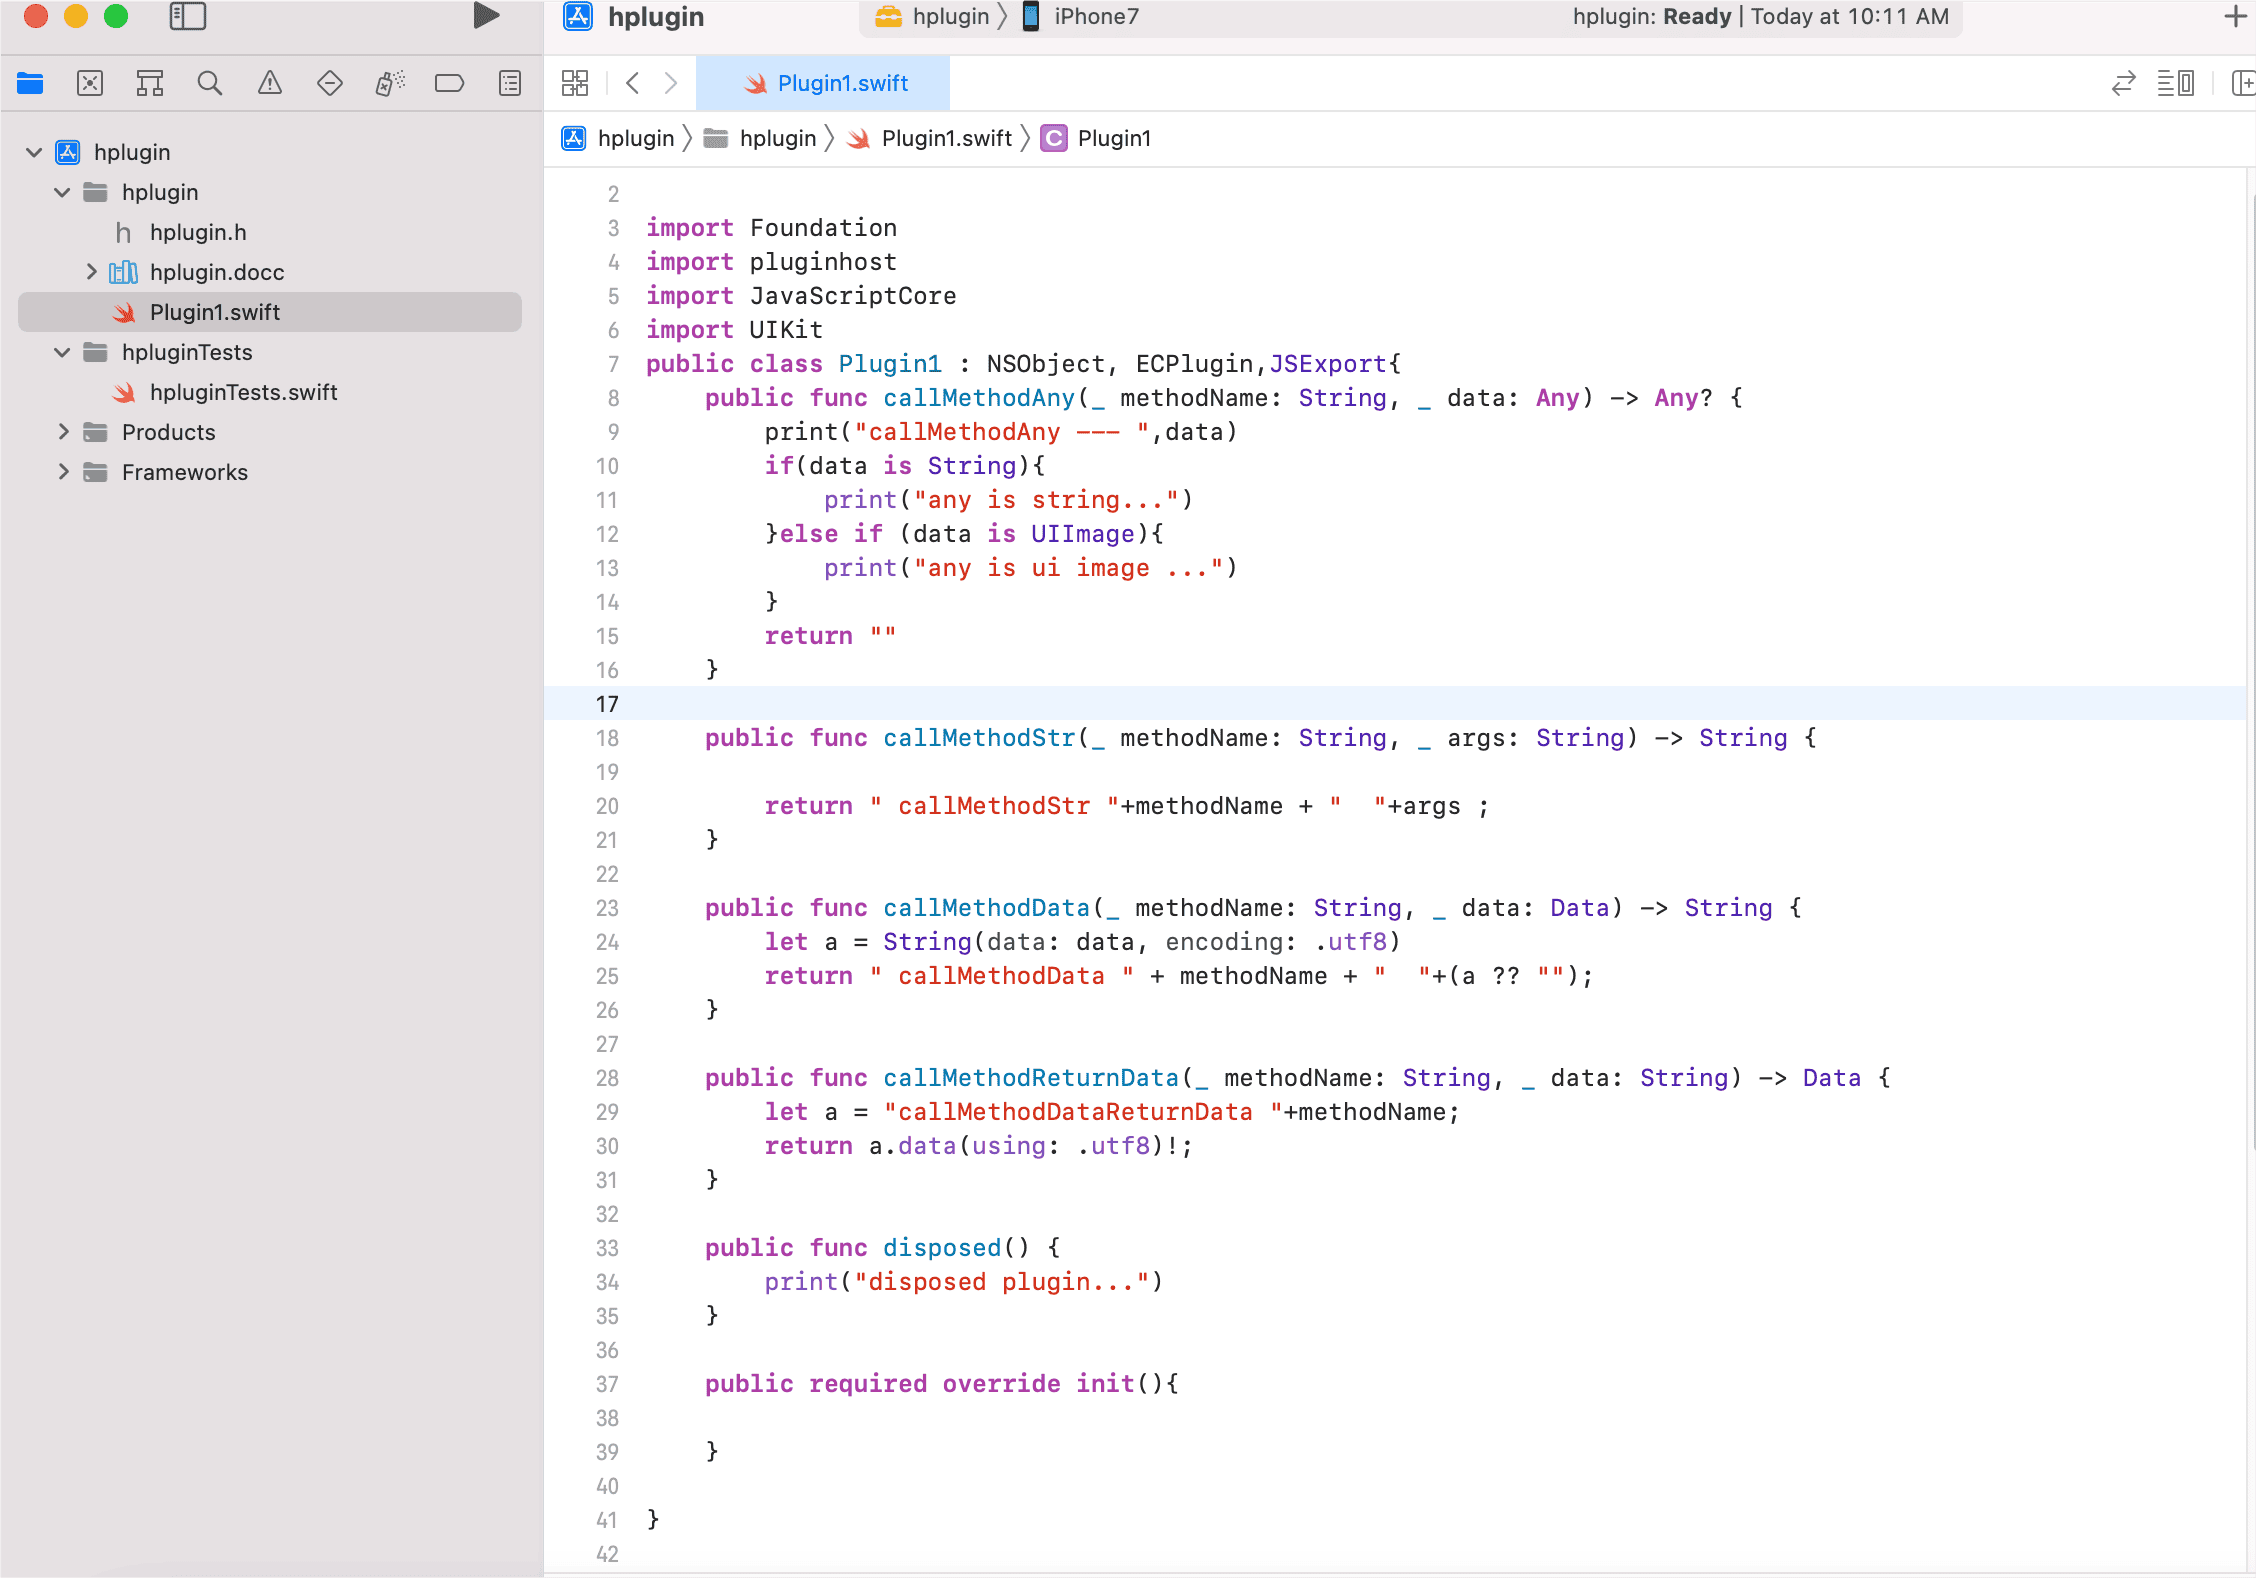 hplugin
hplugin
iPhone7
hplugin: Ready | Today at 10:11 AM
Plugin1.swift
hplugin
hplugin
Plugin1.swift
C Plugin1
hplugin
hplugin
h hplugin.h
hplugin.docc
Plugin1.swift
hpluginTests
hpluginTests.swift
Products
Frameworks
2
3 import Foundation
4 import pluginhost
5 import JavaScriptCore
6 import UIKit
7 public class Plugin1 : NSObject, ECPlugin,JSExport{
8     public func callMethodAny(_ methodName: String, _ data: Any) -> Any? {
9         print("callMethodAny --- ",data)
10         if(data is String){
11             print("any is string...")
12         }else if (data is UIImage){
13             print("any is ui image ...")
14         }
15         return ""
16     }
17
18     public func callMethodStr(_ methodName: String, _ args: String) -> String {
19
20         return " callMethodStr "+methodName + "  "+args ;
21     }
22
23     public func callMethodData(_ methodName: String, _ data: Data) -> String {
24         let a = String(data: data, encoding: .utf8)
25         return " callMethodData " + methodName + "  "+(a ?? "");
26     }
27
28     public func callMethodReturnData(_ methodName: String, _ data: String) -> Data {
29         let a = "callMethodDataReturnData "+methodName;
30         return a.data(using: .utf8)!;
31     }
32
33     public func disposed() {
34         print("disposed plugin...")
35     }
36
37     public required override init(){
38
39     }
40
41 }
42